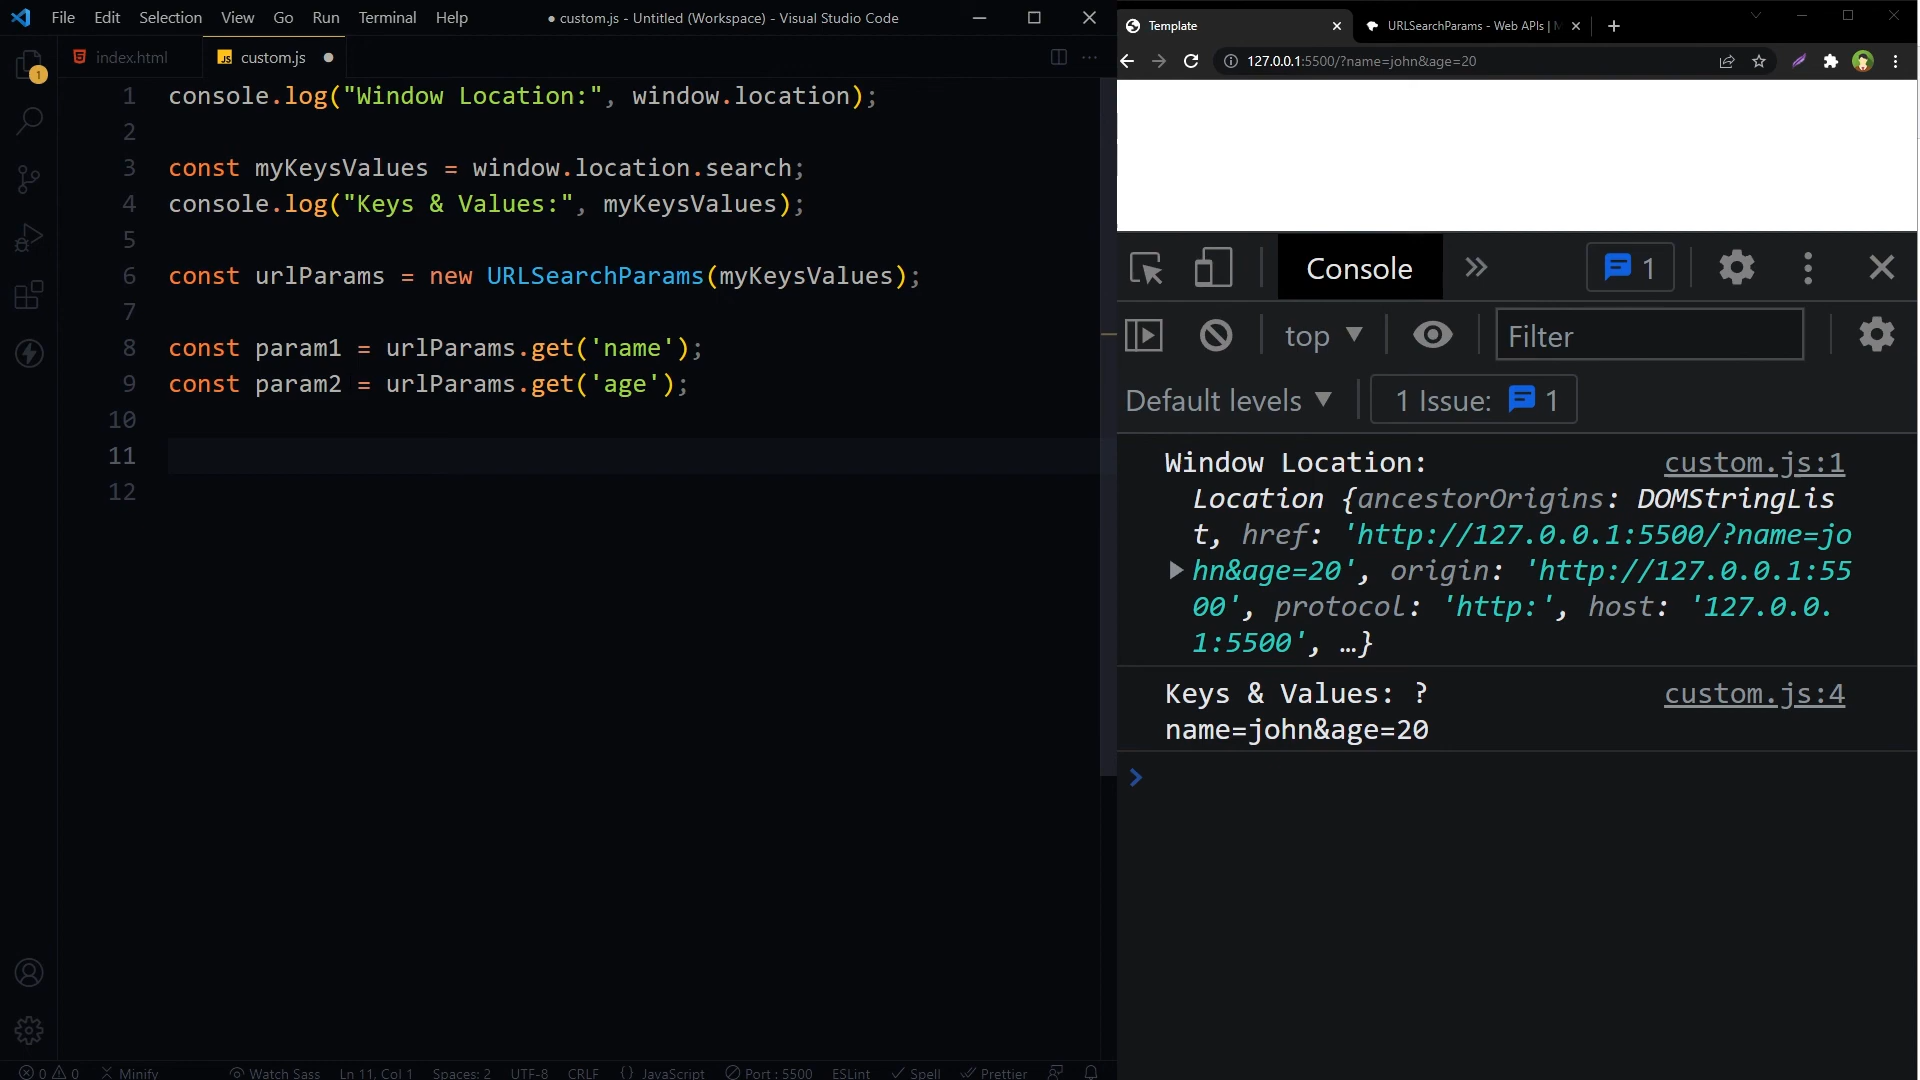 File Edit Selection View Go Run Terminal Help
● custom.js - Untitled (Workspace) - Visual Studio Code
index.html
JS custom.js
1 console.log("Window Location:", window.location);
2
3 const myKeysValues = window.location.search;
4 console.log("Keys & Values:", myKeysValues);
5
6 const urlParams = new URLSearchParams(myKeysValues);
7
8 const param1 = urlParams.get('name');
9 const param2 = urlParams.get('age');
10
11
12
1
0 0 Minify Watch Sass Ln 11, Col 1 Spaces: 2 UTF-8 CRLF {} JavaScript Port : 5500 ESLint Spell Prettier
Template
URLSearchParams - Web APIs |
127.0.0.1:5500/?name=john&age=20
Console 1
top Filter
Default levels 1 Issue: 1
Window Location: custom.js:1
Location {ancestorOrigins: DOMStringLis
t, href: 'http://127.0.0.1:5500/?name=jo
hn&age=20', origin: 'http://127.0.0.1:55
00', protocol: 'http:', host: '127.0.0.
1:5500', …}
Keys & Values: ? custom.js:4
name=john&age=20